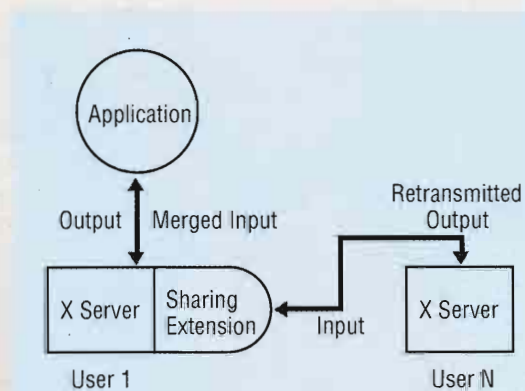 Application
Output
Merged Input
Retransmitted
Output
X Server
Sharing
Extension
Input
X Server
User 1
User N